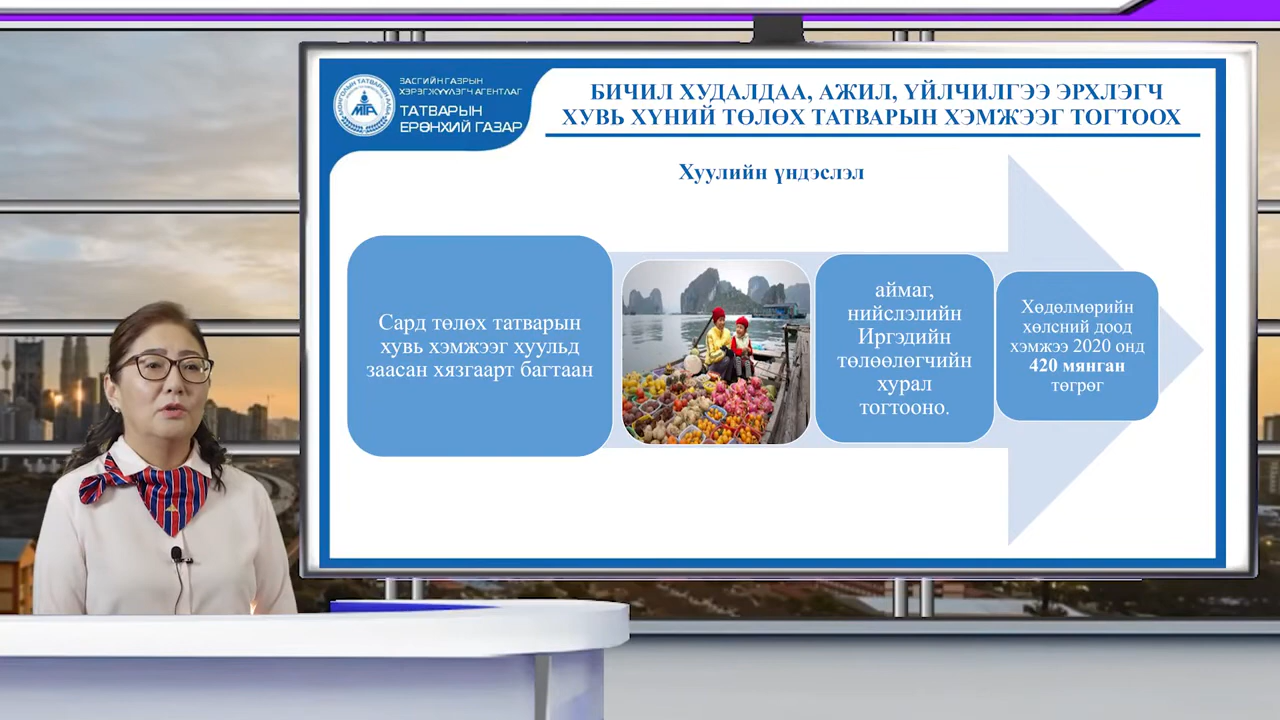 ЗАСГИЙН ГАЗРЫН
ХЭРЭГЖҮҮЛЭГЧ АГЕНТЛАГ
ТАТВАРЫН
ЕРӨНХИЙ ГАЗАР
МТА
БИЧИЛ ХУДАЛДАА, АЖИЛ, ҮЙЛЧИЛГЭЭ ЭРХЛЭГЧ
ХУВЬ ХҮНИЙ ТӨЛӨХ ТАТВАРЫН ХЭМЖЭЭГ ТОГТООХ
Хуулийн үндэслэл
Сард төлөх татварын
хувь хэмжээг хуульд
заасан хязгаарт багтаан
аймаг,
нийслэлийн
Иргэдийн
төлөөлөгчийн
хурал
тогтооно.
Хөдөлмөрийн
хөлсний доод
хэмжээ 2020 онд
420 мянган
төгрөг